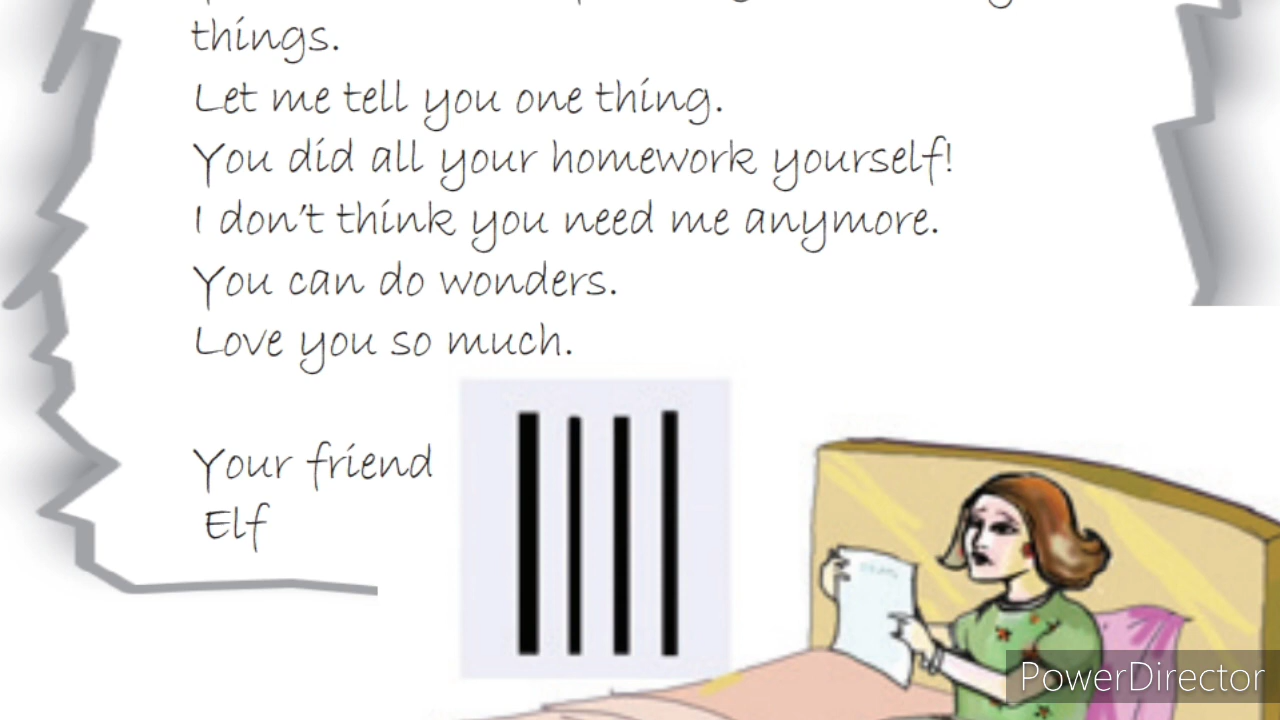 things.
Let me tell you one thing.
You did all your homework yourself!
I don't think you need me anymore.
You can do wonders.
Love you so much.
Your friend
Elf
PowerDirector